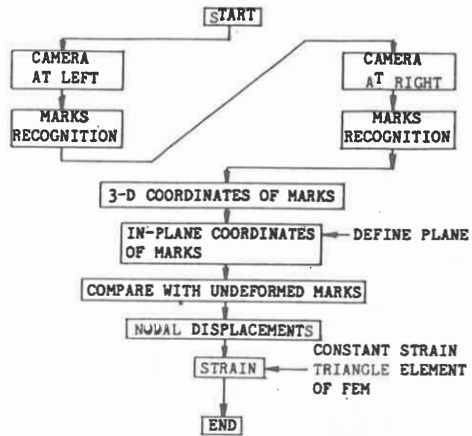 START
CAMERA
AT LEFT
MARKS
RECOGNITION
CAMERA
AT RIGHT
MARKS
RECOGNITION
3-D COORDINATES OF MARKS
IN-PLANE COORDINATES
OF MARKS
DEFINE PLANE
COMPARE WITH UNDEFORMED MARKS
NODAL DISPLACEMENTS
STRAIN
CONSTANT STRAIN
TRIANGLE ELEMENT
OF FEM
END